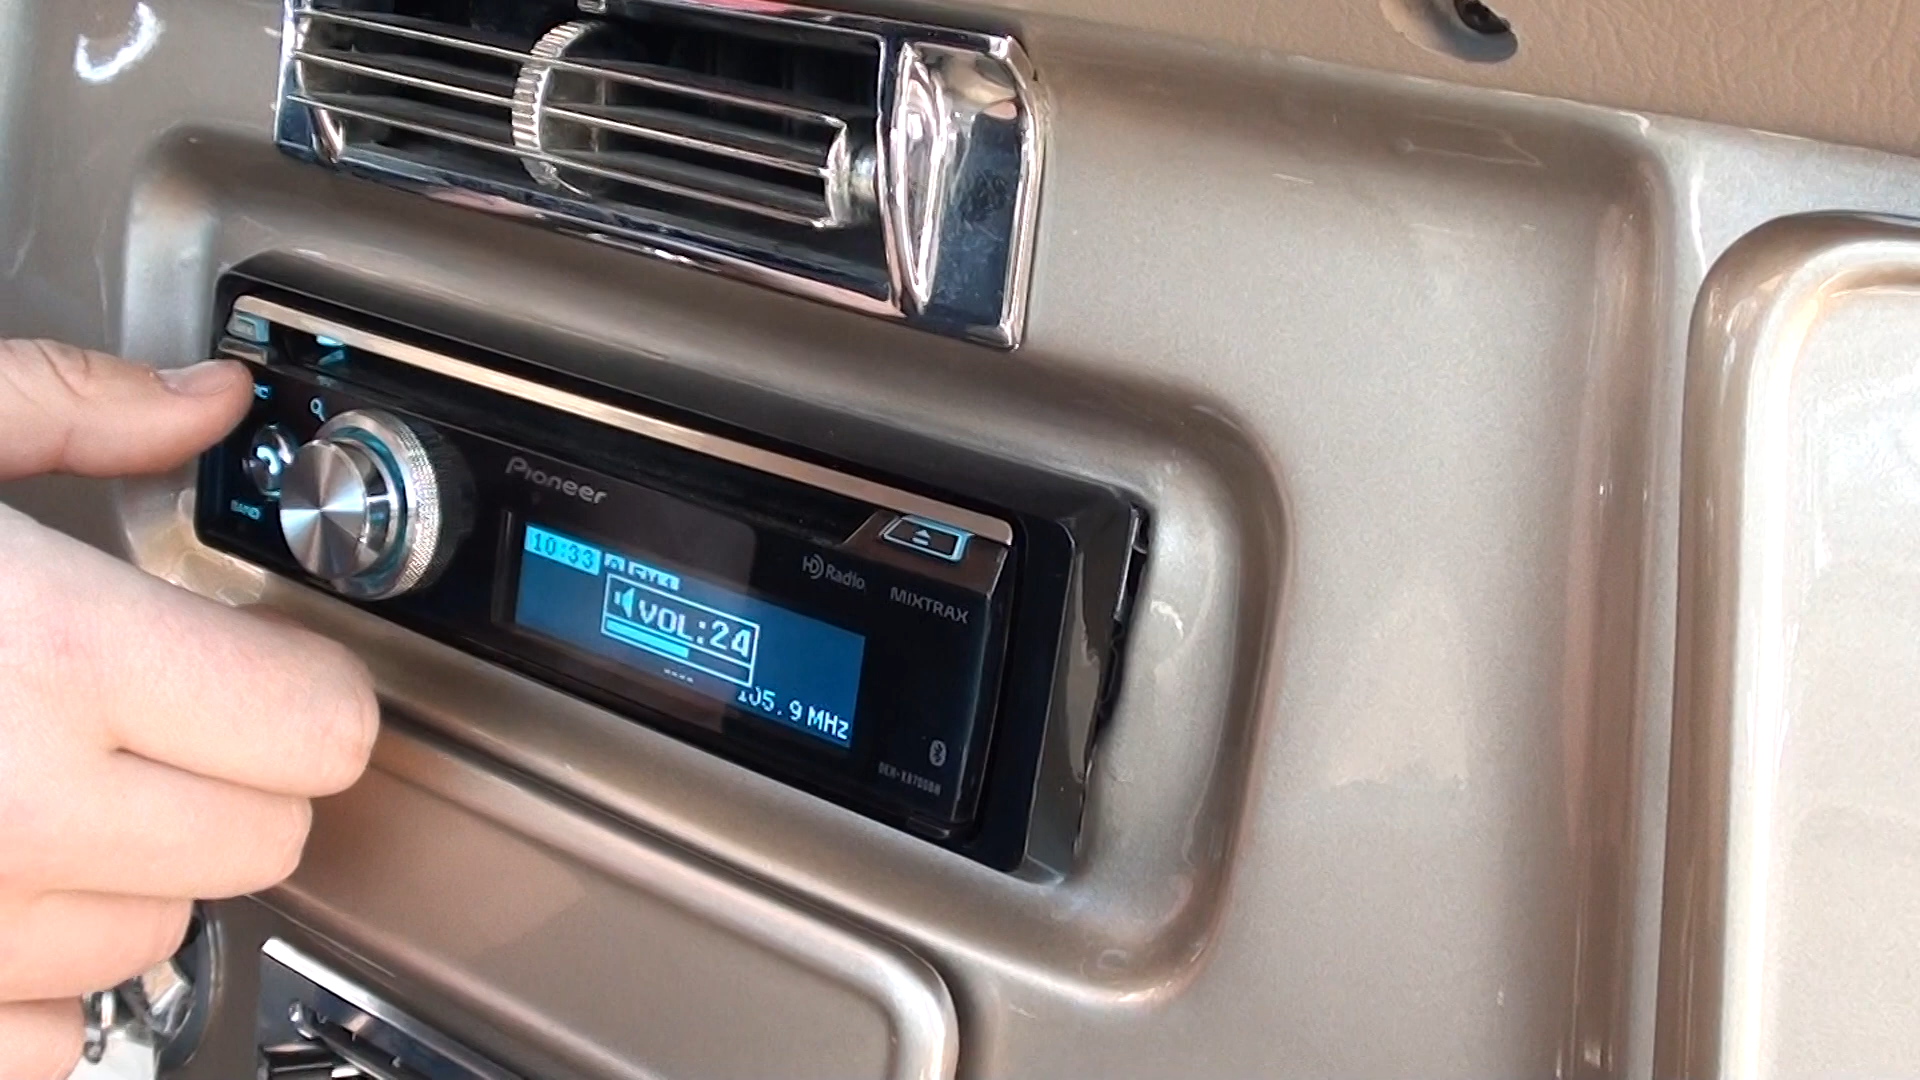 Pioneer
10:33
VOL:24
105.9 MHz
HD Radio
MIXTRAX
BAND